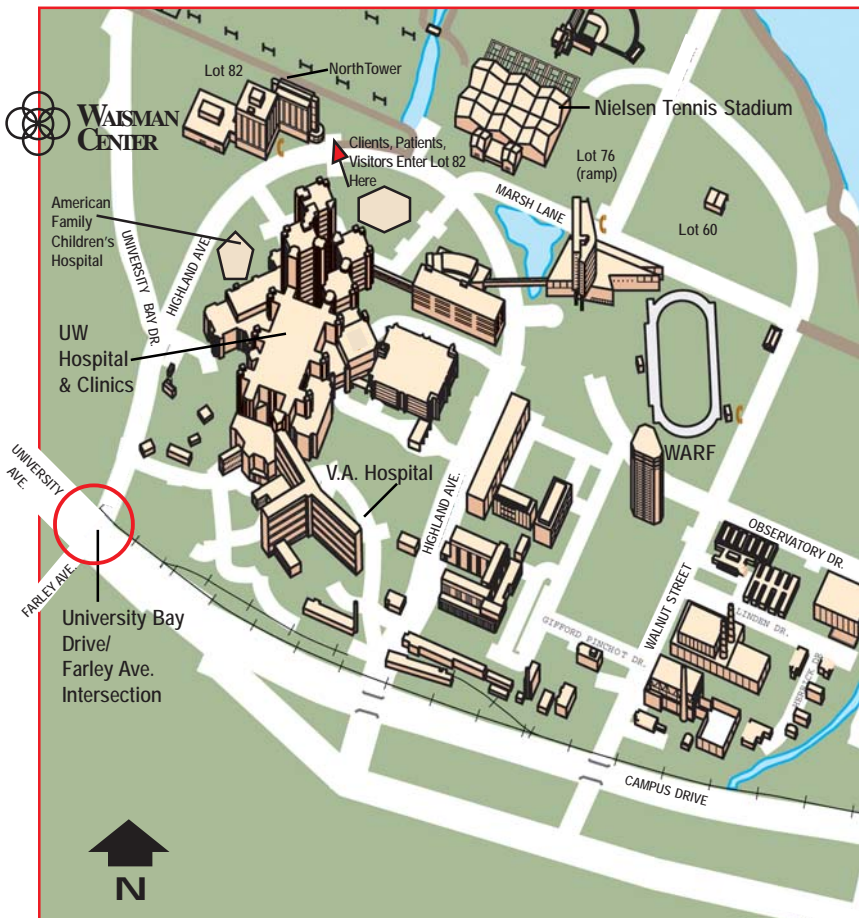 Lot 82
NorthTower
WAISMAN
CENTER
Nielsen Tennis Stadium
Clients, Patients,
Visitors Enter Lot 82
Here
Lot 76
(ramp)
MARSH LANE
Lot 60
American
Family
Children's
Hospital
UNIVERSITY BAY DR.
HIGHLAND AVE.
UW
Hospital
& Clinics
V.A. Hospital
HIGHLAND AVE.
WARF
UNIVERSITY
AVE.
FARLEY AVE.
University Bay
Drive/
Farley Ave.
Intersection
OBSERVATORY DR.
WALNUT STREET
LINDEN DR.
GIFFORD PINCHOT DR.
HERRICK DR
CAMPUS DRIVE
N